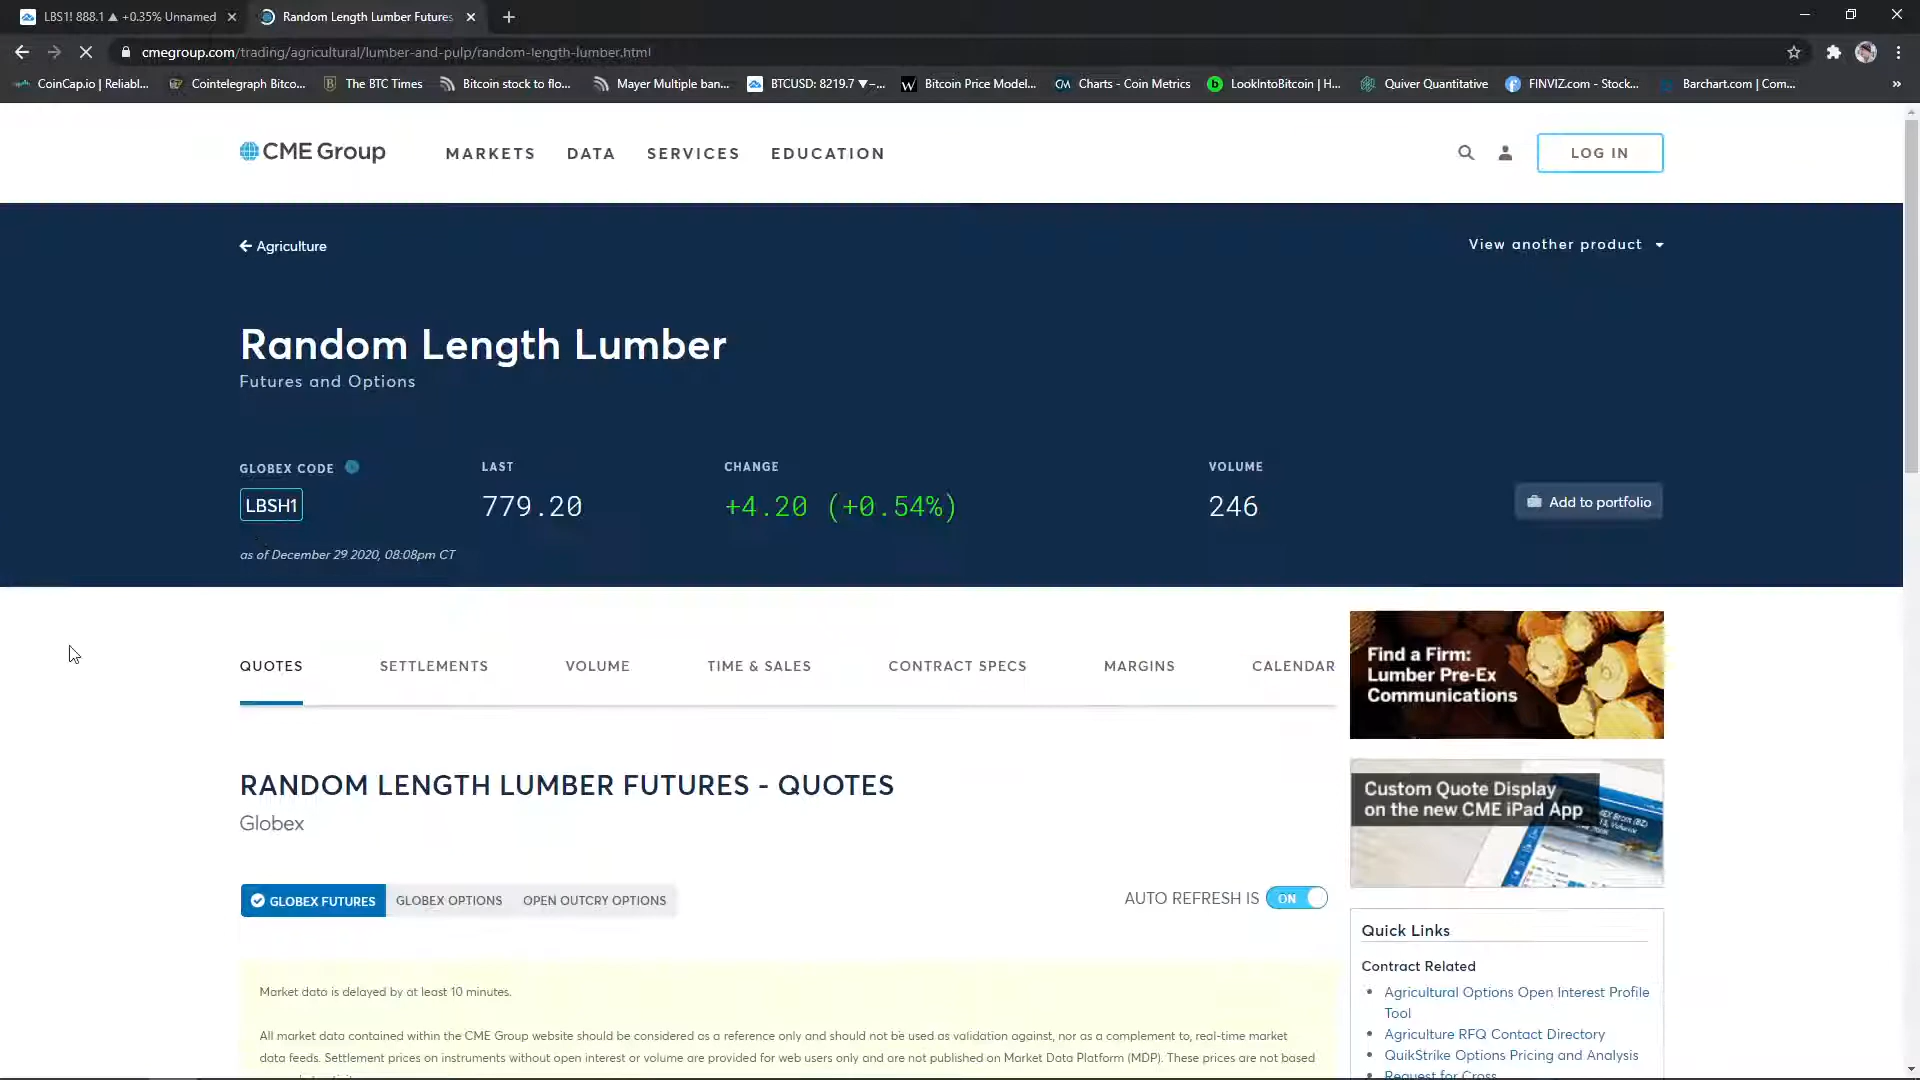 LBS1! 888.1 ▲ +0.35% Unnamed
Random Length Lumber Futures
cmegroup.com/trading/agricultural/lumber-and-pulp/random-length-lumber.html
CoinCap.io | Reliabl...
Cointelegraph Bitco...
The BTC Times
Bitcoin stock to flo...
Mayer Multiple ban...
BTCUSD: 8219.7 ▼−...
Bitcoin Price Model...
Charts - Coin Metrics
LookIntoBitcoin | H...
Quiver Quantitative
FINVIZ.com - Stock...
Barchart.com | Com...
»
CME Group
MARKETS
DATA
SERVICES
EDUCATION
LOG IN
Agriculture
View another product
Random Length Lumber
Futures and Options
GLOBEX CODE
LAST
CHANGE
VOLUME
LBSH1
779.20
+4.20 (+0.54%)
246
Add to portfolio
as of December 29 2020, 08:08pm CT
QUOTES
SETTLEMENTS
VOLUME
TIME & SALES
CONTRACT SPECS
MARGINS
CALENDAR
Find a Firm:
Lumber Pre-Ex
Communications
RANDOM LENGTH LUMBER FUTURES - QUOTES
Globex
Custom Quote Display
on the new CME iPad App
GLOBEX FUTURES
GLOBEX OPTIONS
OPEN OUTCRY OPTIONS
AUTO REFRESH IS
ON
Market data is delayed by at least 10 minutes.
All market data contained within the CME Group website should be considered as a reference only and should not be used as validation against, nor as a complement to, real-time market
data feeds. Settlement prices on instruments without open interest or volume are provided for web users only and are not published on Market Data Platform (MDP). These prices are not based
Quick Links
Contract Related
Agricultural Options Open Interest Profile
Tool
Agriculture RFQ Contact Directory
QuikStrike Options Pricing and Analysis
Request for Cross